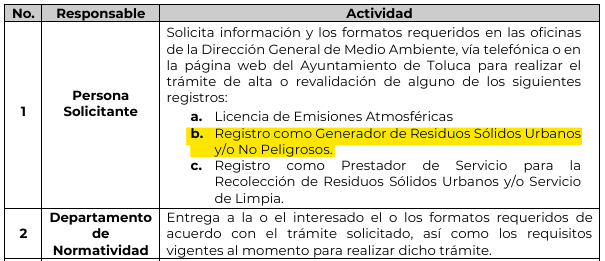 No. Responsable Actividad
Solicita información y los formatos requeridos en las oficinas
de la Dirección General de Medio Ambiente, vía telefónica o en
la página web del Ayuntamiento de Toluca para realizar el
trámite de alta o revalidación de alguno de los siguientes
registros:
1 Persona
Solicitante
a. Licencia de Emisiones Atmosféricas
b. Registro como Generador de Residuos Sólidos Urbanos
y/o No Peligrosos.
c. Registro como Prestador de Servicio para la
Recolección de Residuos Sólidos Urbanos y/o Servicio
de Limpia.
2 Departamento
de
Normatividad
Entrega a la o el interesado el o los formatos requeridos de
acuerdo con el trámite solicitado, así como los requisitos
vigentes al momento para realizar dicho trámite.